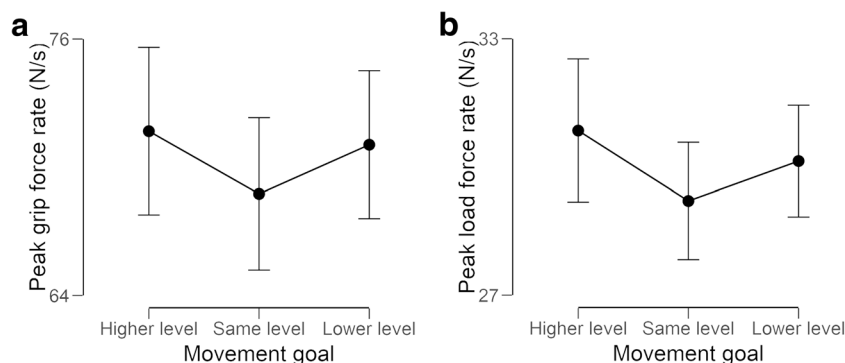 a
76
Peak grip force rate (N/s)
64
Higher level Same level Lower level
Movement goal
b
33
Peak load force rate (N/s)
27
Higher level Same level Lower level
Movement goal